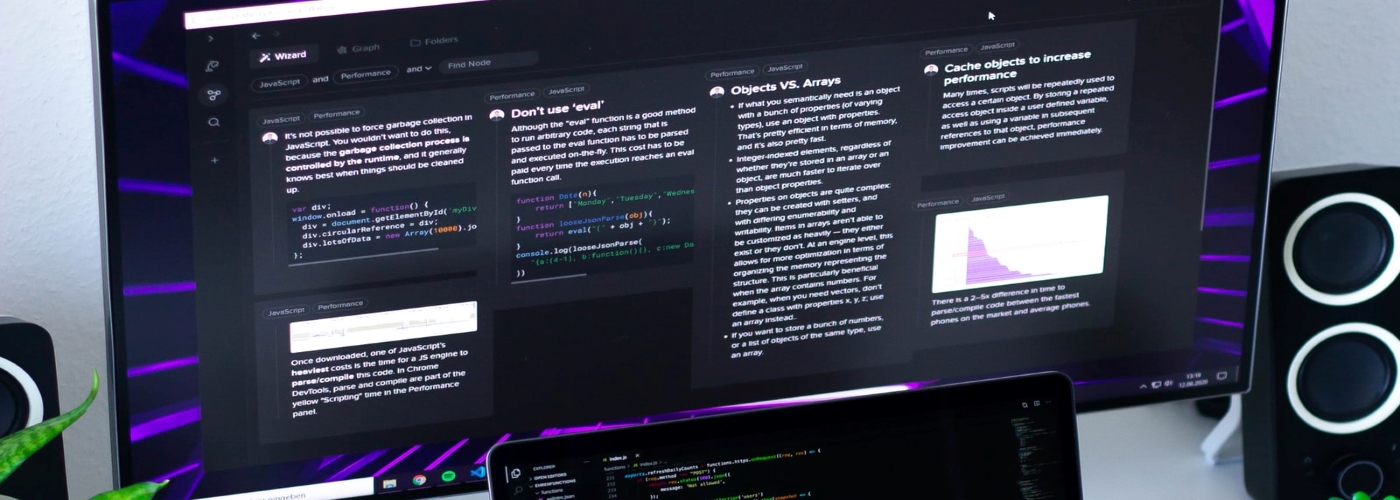 Wizard
Graph
Folders
JavaScript and Performance and
Find Node
Performance JavaScript
It's not possible to force garbage collection in
JavaScript. You wouldn't want to do this,
because the garbage collection process is
controlled by the runtime, and it generally
knows best when things should be cleaned
up.
var div;
window.onload = function() {
div = document.getElementById('myDiv
div.circularReference = div;
div.lotsOfData = new Array(10000).jo
};
JavaScript Performance
Once downloaded, one of JavaScript's
heaviest costs is the time for a JS engine to
parse/compile this code. In Chrome
DevTools, parse and compile are part of the
yellow "Scripting" time in the Performance
panel.
Performance JavaScript
Don't use 'eval'
Although the "eval" function is a good method
to run arbitrary code, each string that is
passed to the eval function has to be parsed
and executed on-the-fly. This cost has to be
paid every time the execution reaches an eval
function call.
function Date(n){
return ["Monday","Tuesday","Wednes
}
function looseJsonParse(obj){
return eval("(" + obj + ")");
}
console.log(looseJsonParse(
"{a:(4-1), b:function(){}, c:new Da
))
Performance JavaScript
Objects VS. Arrays
• If what you semantically need is an object
with a bunch of properties (of varying
types), use an object with properties.
That's pretty efficient in terms of memory,
and it's also pretty fast.
• Integer-indexed elements, regardless of
whether they're stored in an array or an
object, are much faster to iterate over
than object properties.
• Properties on objects are quite complex:
they can be created with setters, and
with differing enumerability and
writability. Items in arrays aren't able to
be customized as heavily — they either
exist or they don't. At an engine level, this
allows for more optimization in terms of
organizing the memory representing the
structure. This is particularly beneficial
when the array contains numbers. For
example, when you need vectors, don't
define a class with properties x, y, z; use
an array instead.
• If you want to store a bunch of numbers,
or a list of objects of the same type, use
an array.
Performance JavaScript
Cache objects to increase
performance
Many times, scripts will be repeatedly used to
access a certain object. By storing a repeated
access object inside a user defined variable,
as well as using a variable in subsequent
references to that object, performance
improvement can be achieved immediately.
Performance JavaScript
There is a 2–5x difference in time to
parse/compile code between the fastest
phones on the market and average phones.
13:19
12.06.2020
EXPLORER
OPEN EDITORS
functions
index.js
exports.refreshDailyCounts = functions.https.onRequest((req, res) => {
message: "Not allowed",